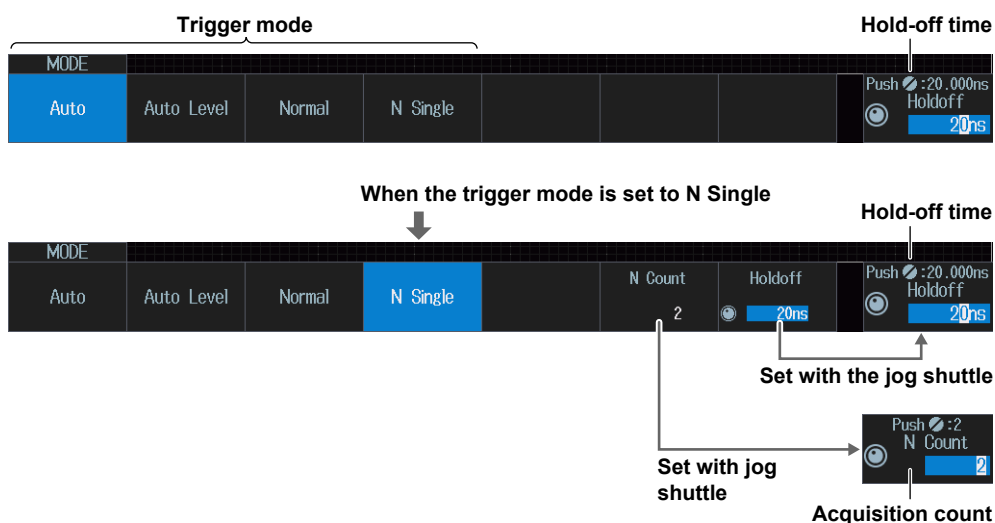 Trigger mode
Hold-off time
MODE
Auto
Auto Level
Normal
N Single
Push :20.000ns
Holdoff
20ns
When the trigger mode is set to N Single
Hold-off time
MODE
Auto
Auto Level
Normal
N Single
N Count
2
Holdoff
20ns
Push :20.000ns
Holdoff
20ns
Set with the jog shuttle
Push :2
N Count
2
Set with jog
shuttle
Acquisition count